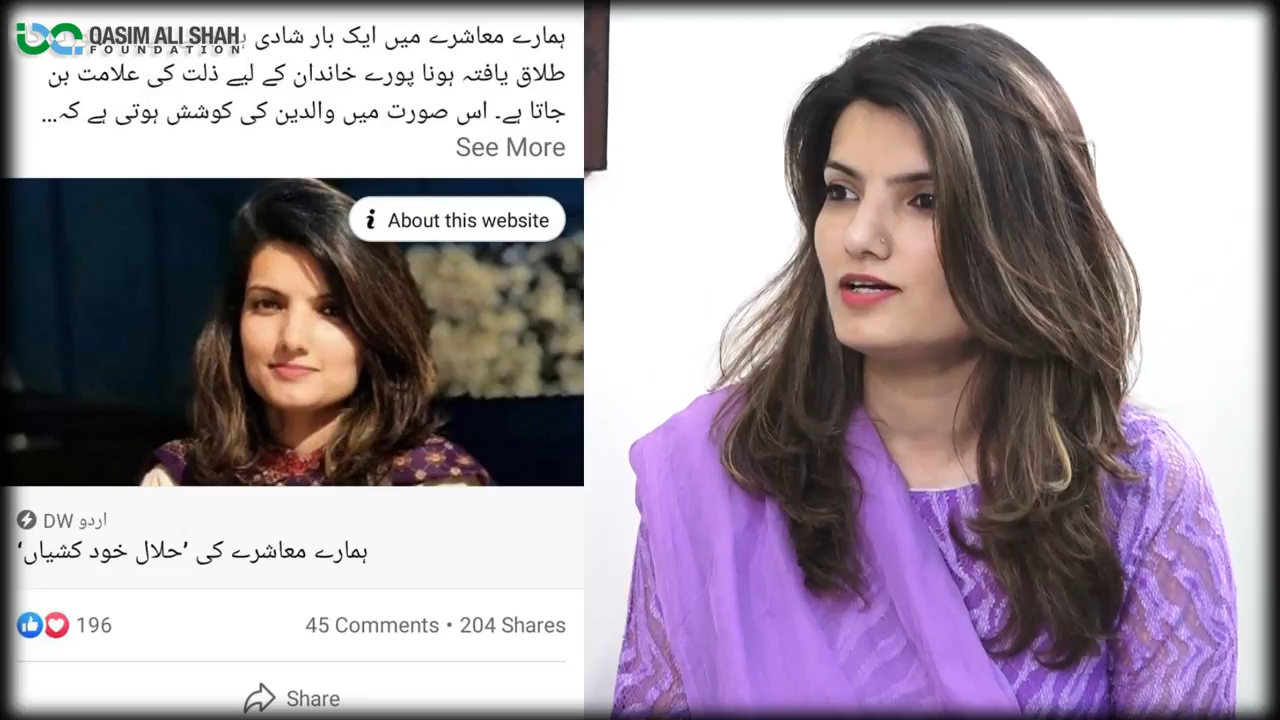 QASIM ALI SHAH
FOUNDATION
ہمارے معاشرے میں ایک بار شادی
طلاق یافتہ ہونا پورے خاندان کے لیے ذلت کی علامت بن
جاتا ہے۔ اس صورت میں والدین کی کوشش ہوتی ہے کہ...
See More
i About this website
DW اردو
ہمارے معاشرے کی ’حلال خود کشیاں‘
196
45 Comments • 204 Shares
Share